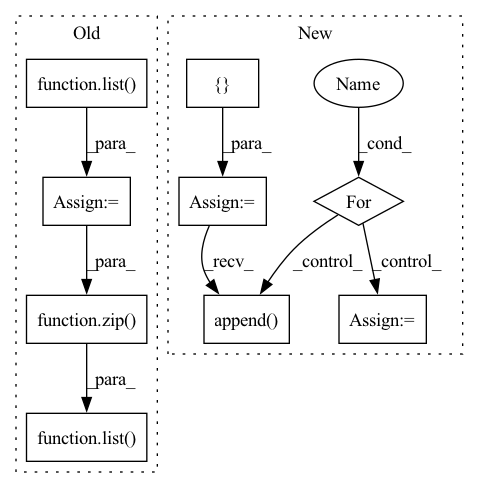 Old
New
function.list()
{}
Name
_para_
_para_
_cond_
Assign:=
Assign:=
For
_para_
_recv_
_control_
_control_
function.zip()
append()
Assign:=
_para_
function.list()